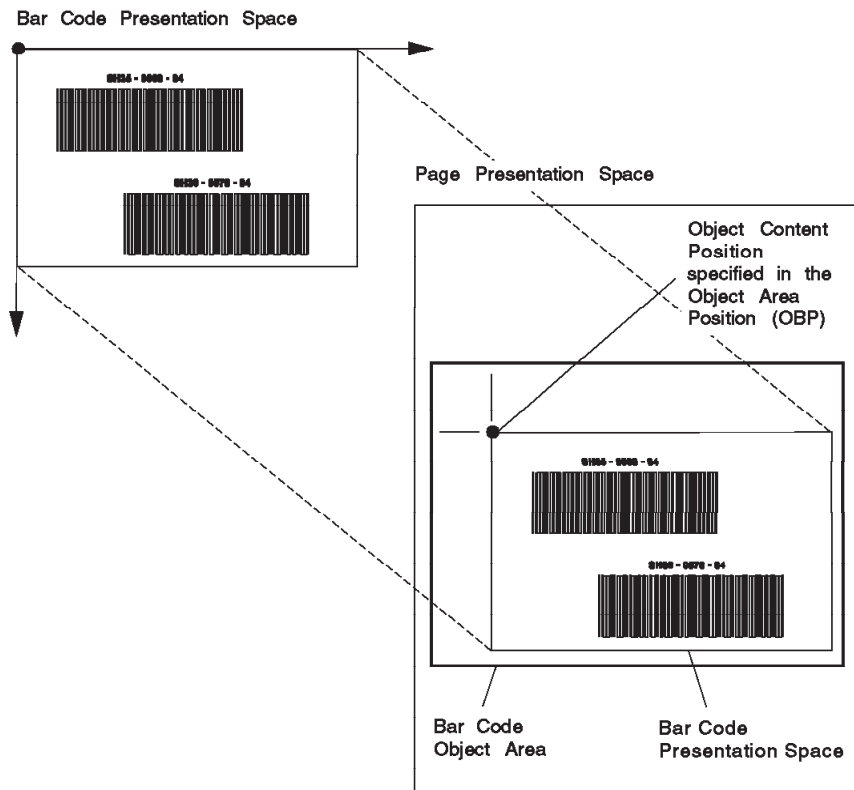 Bar Code Presentation Space
Page Presentation Space
Object Content
Position
specified in the
Object Area
Position (OBP)
Bar Code
Object Area
Bar Code
Presentation Space